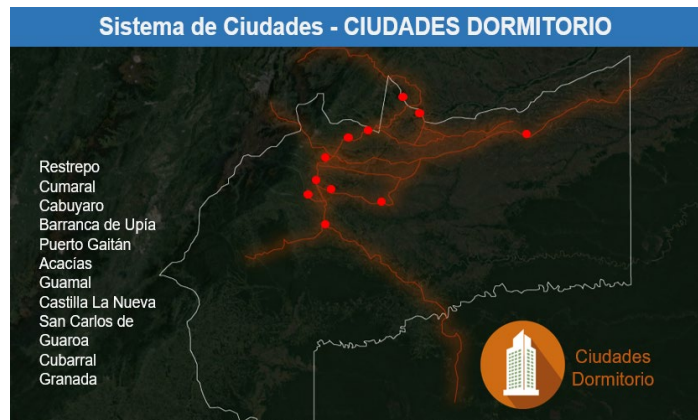 Sistema de Ciudades - CIUDADES DORMITORIO
Restrepo
Cumaral
Cabuyaro
Barranca de Upía
Puerto Gaitán
Acacías
Guamal
Castilla La Nueva
San Carlos de
Guaroa
Cubarral
Granada
Ciudades
Dormitorio